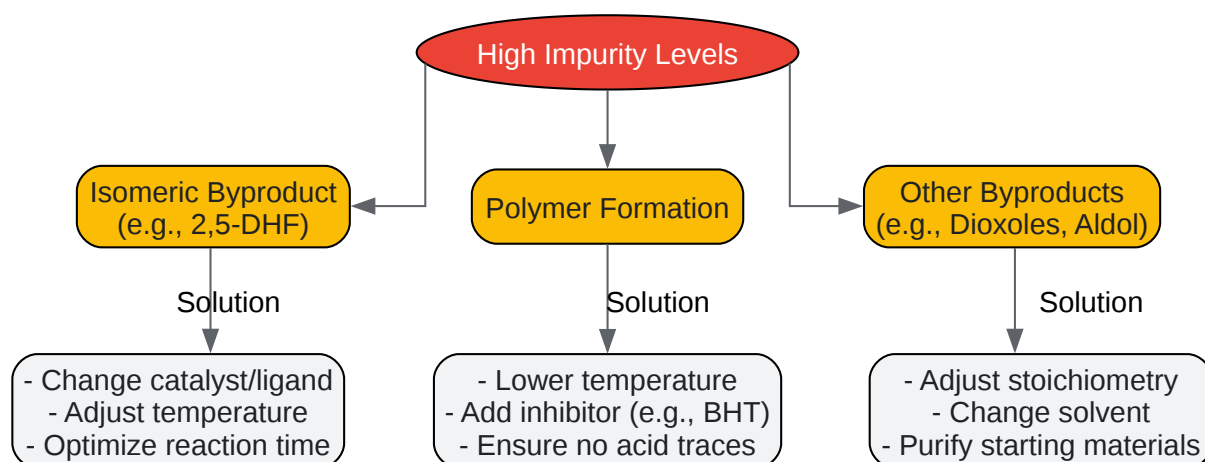 High Impurity Levels
Isomeric Byproduct
(e.g., 2,5-DHF)
Polymer Formation
Other Byproducts
(e.g., Dioxoles, Aldol)
Solution
Solution
Solution
- Change catalyst/ligand
- Adjust temperature
- Optimize reaction time
- Lower temperature
- Add inhibitor (e.g., BHT)
- Ensure no acid traces
- Adjust stoichiometry
- Change solvent
- Purify starting materials